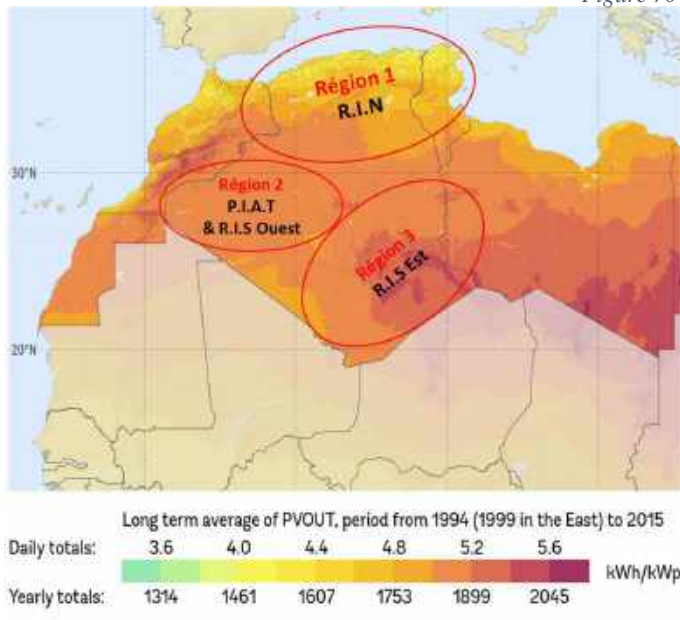 Figure 70
Région 1
R.I.N
30°N
Région 2
P.I.A.T
& R.I.S Ouest
Région 3
R.I.S Est
20°N
Long term average of PVOUT, period from 1994 (1999 in the East) to 2015
Daily totals: 3.6 4.0 4.4 4.8 5.2 5.6
kWh/kWp
Yearly totals: 1314 1461 1607 1753 1899 2045